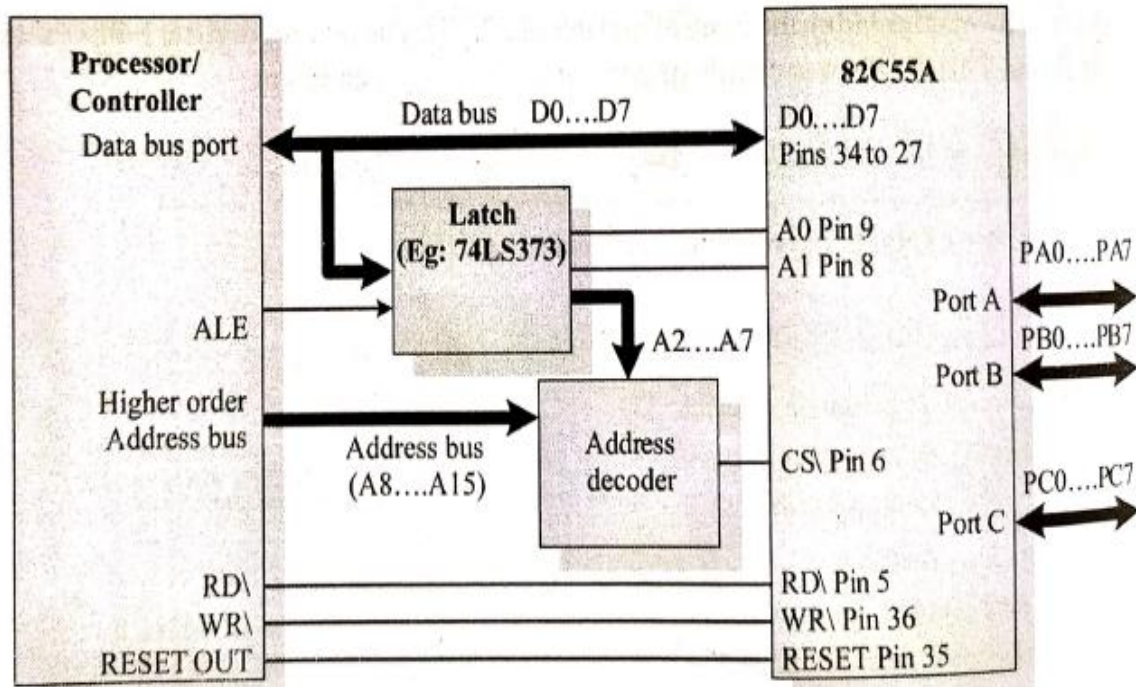 Processor/
Controller
Data bus port
ALE
Higher order
Address bus
RD\
WR\
RESET OUT
Data bus D0....D7
Latch
(Eg: 74LS373)
A2....A7
Address bus
(A8....A15)
Address
decoder
82C55A
D0....D7
Pins 34 to 27
A0 Pin 9
A1 Pin 8
Port A
Port B
CS\ Pin 6
Port C
RD\ Pin 5
WR\ Pin 36
RESET Pin 35
PA0....PA7
PB0....PB7
PC0....PC7